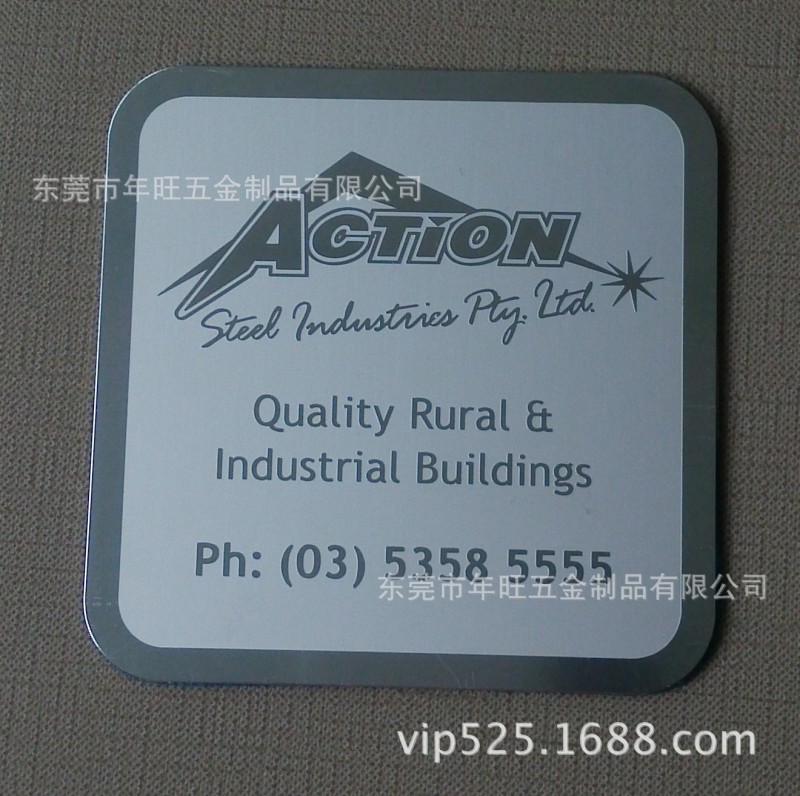 东莞市年旺五金制品有限公司
ACTION
Steel Industries Pty. Ltd.
Quality Rural &
Industrial Buildings
Ph: (03) 5358 5555
东莞市年旺五金制品有限公司
vip525.1688.com